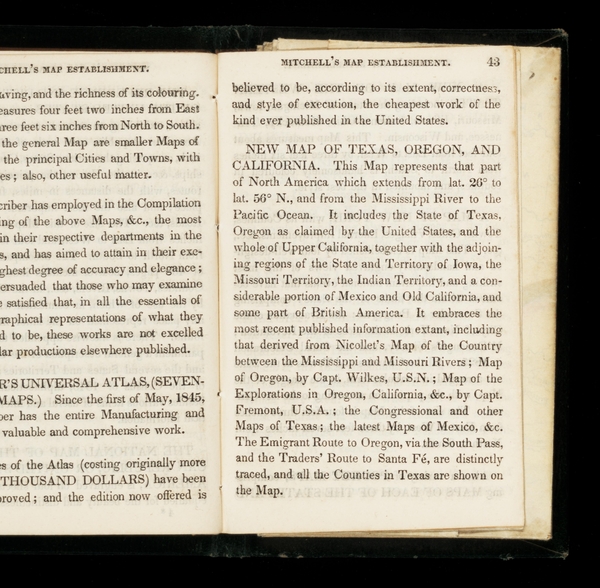 CHELL'S MAP ESTABLISHMENT.
aving, and the richness of its colouring.
easures four feet two inches from East
ree feet six inches from North to South.
the general Map are smaller Maps of
the principal Cities and Towns, with
es; also, other useful matter.
criber has employed in the Compilation
ing of the above Maps, &c., the most
in their respective departments in the
s, and has aimed to attain in their exe-
ghest degree of accuracy and elegance;
ersuaded that those who may examine
e satisfied that, in all the essentials of
raphical representations of what they
d to be, these works are not excelled
lar productions elsewhere published.
R'S UNIVERSAL ATLAS, (SEVEN-
MAPS.) Since the first of May, 1845,
ber has the entire Manufacturing and
valuable and comprehensive work.
es of the Atlas (costing originally more
THOUSAND DOLLARS) have been
proved; and the edition now offered is
MITCHELL'S MAP ESTABLISHMENT. 43
believed to be, according to its extent, correctness,
and style of execution, the cheapest work of the
kind ever published in the United States.
NEW MAP OF TEXAS, OREGON, AND
CALIFORNIA. This Map represents that part
of North America which extends from lat. 26° to
lat. 56° N., and from the Mississippi River to the
Pacific Ocean. It includes the State of Texas,
Oregon as claimed by the United States, and the
whole of Upper California, together with the adjoin-
ing regions of the State and Territory of Iowa, the
Missouri Territory, the Indian Territory, and a con-
siderable portion of Mexico and Old California, and
some part of British America. It embraces the
most recent published information extant, including
that derived from Nicollet's Map of the Country
between the Mississippi and Missouri Rivers; Map
of Oregon, by Capt. Wilkes, U.S.N.; Map of the
Explorations in Oregon, California, &c., by Capt.
Fremont, U.S.A.; the Congressional and other
Maps of Texas; the latest Maps of Mexico, &c.
The Emigrant Route to Oregon, via the South Pass,
and the Traders' Route to Santa Fé, are distinctly
traced, and all the Counties in Texas are shown on
the Map.